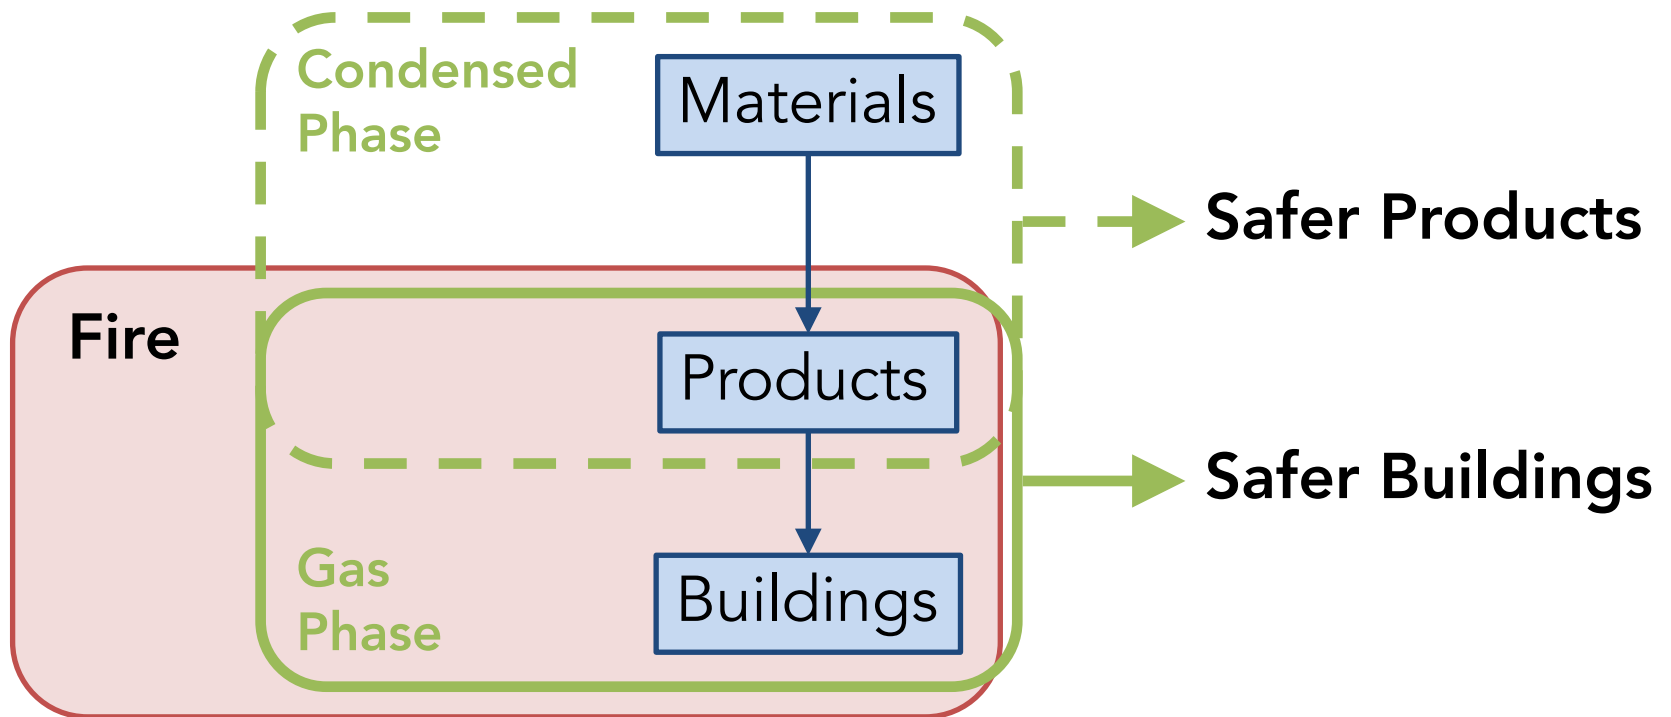 Condensed
Phase
Materials
Safer Products
Fire
Products
Safer Buildings
Gas
Phase
Buildings